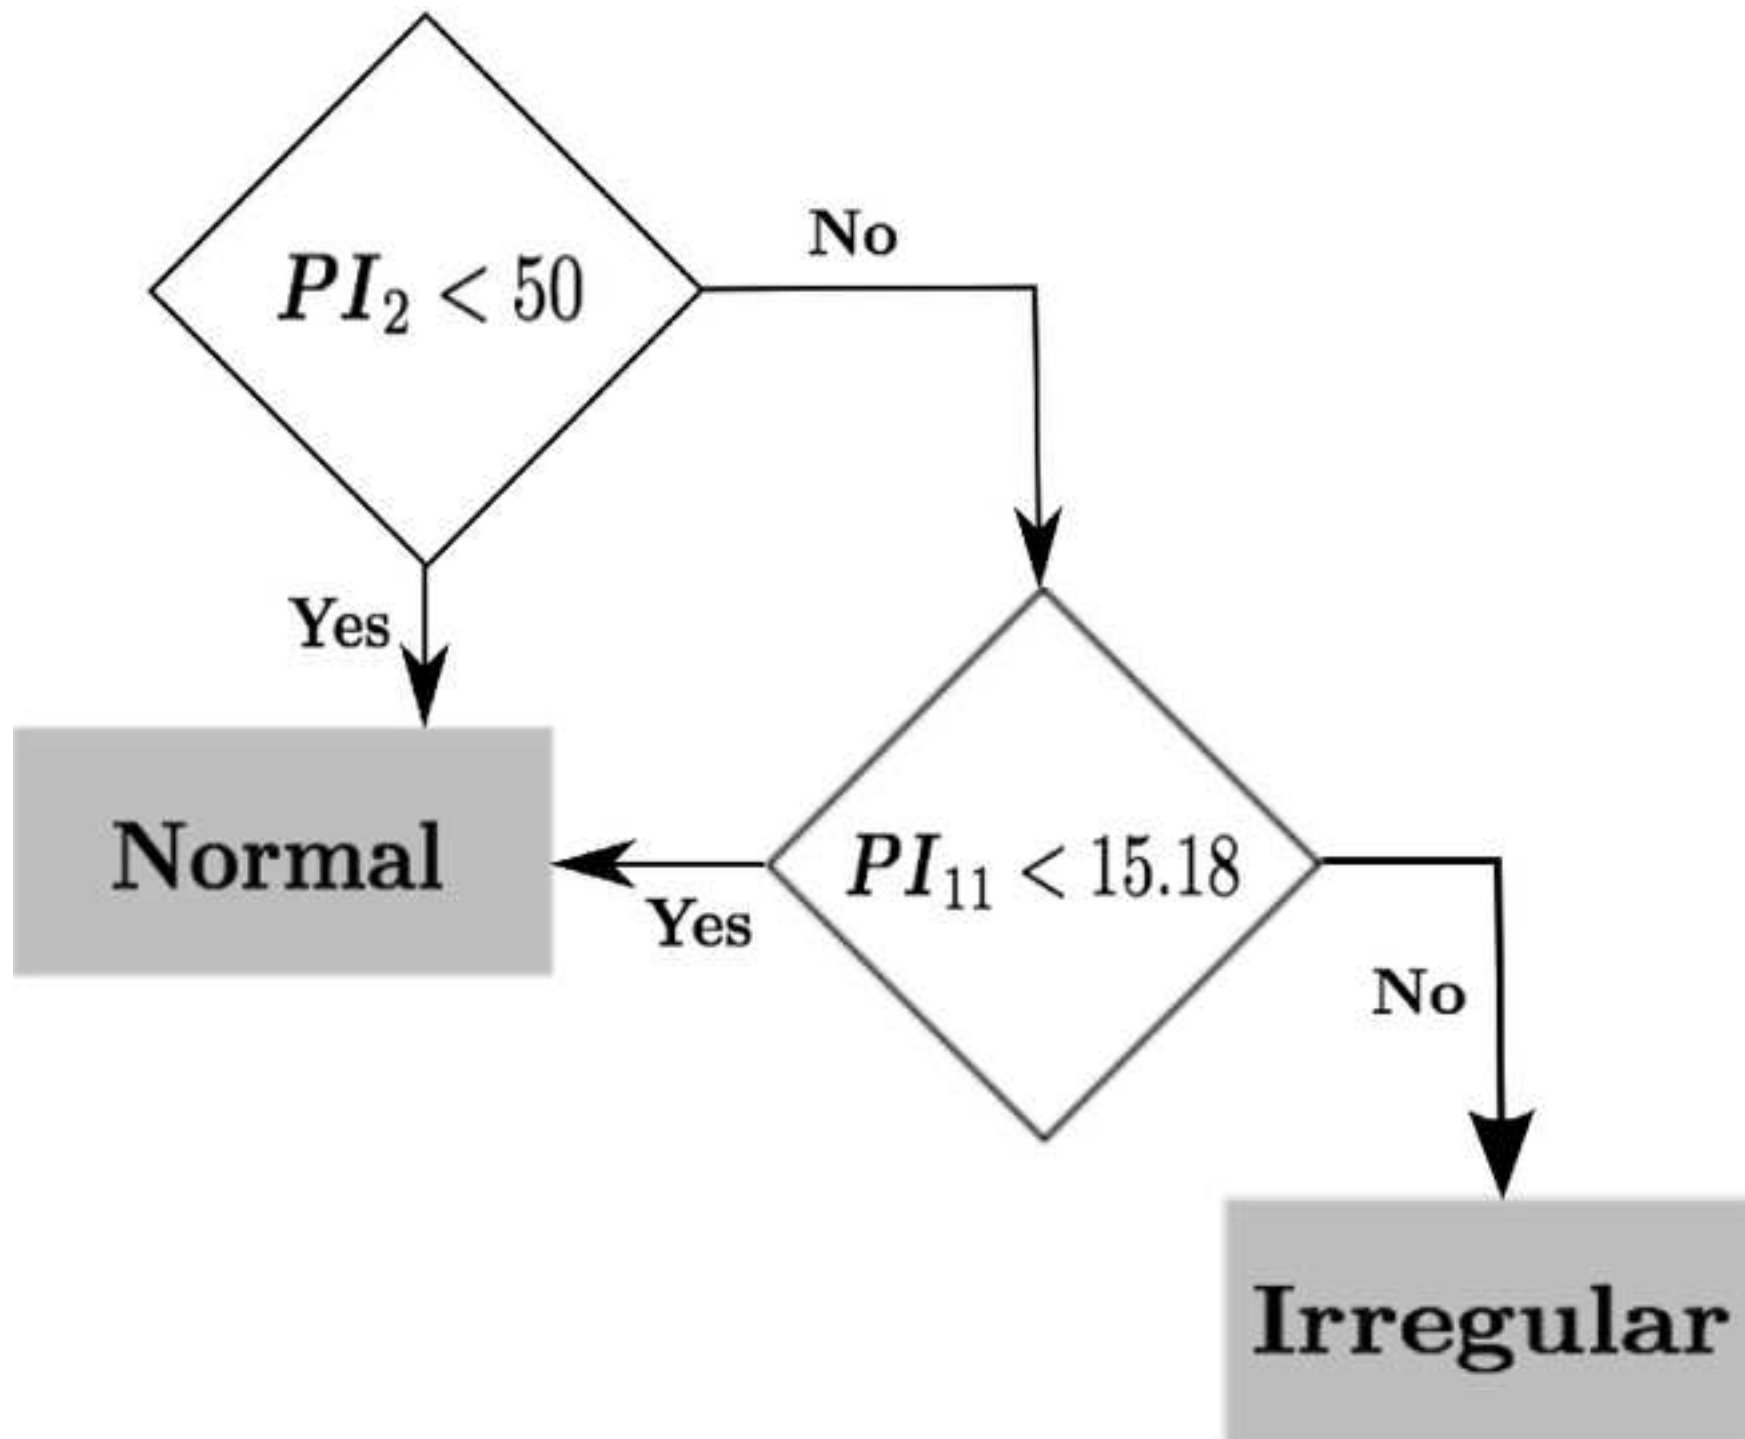 No
PI₂ < 50
Yes
Normal
PI₁₁ < 15.18
Yes
No
Irregular